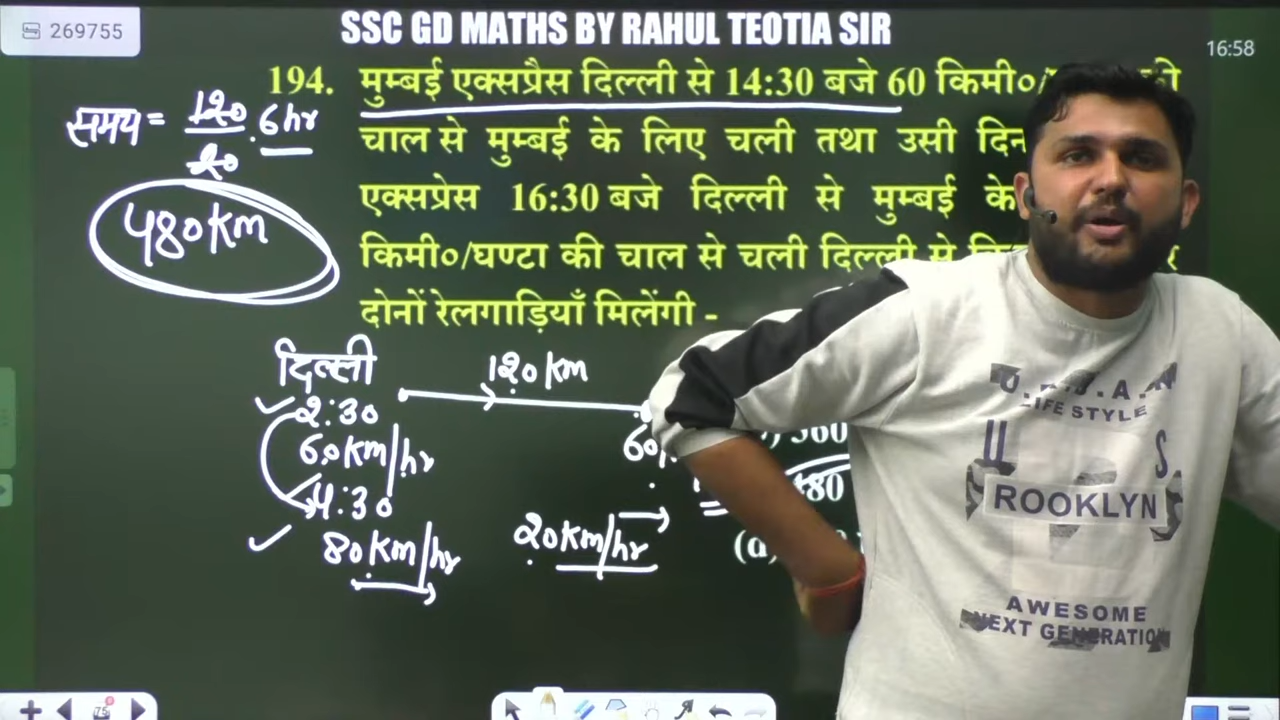 269755
SSC GD MATHS BY RAHUL TEOTIA SIR
16:58
194. मुम्बई एक्सप्रैस दिल्ली से 14:30 बजे 60 किमी०/
चाल से मुम्बई के लिए चली तथा उसी दिन
एक्सप्रेस 16:30 बजे दिल्ली से मुम्बई के
किमी०/घण्टा की चाल से चली दिल्ली से
दोनों रेलगाड़ियाँ मिलेंगी -
समय = 120/20 . 6hr
480km
दिल्ली
120km
2:30
60km/hr
4:30
80km/hr
20km/hr
60
360
480
(d)
LIFE STYLE
ROOKLYN
AWESOME
NEXT GENERATION